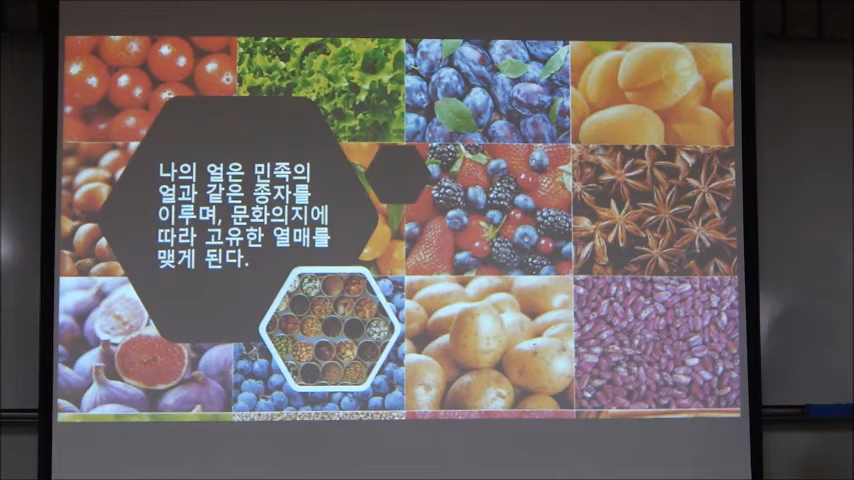 나의 얼은 민족의
얼과 같은 종자를
이루며, 문화의지에
따라 고유한 열매를
맺게 된다.